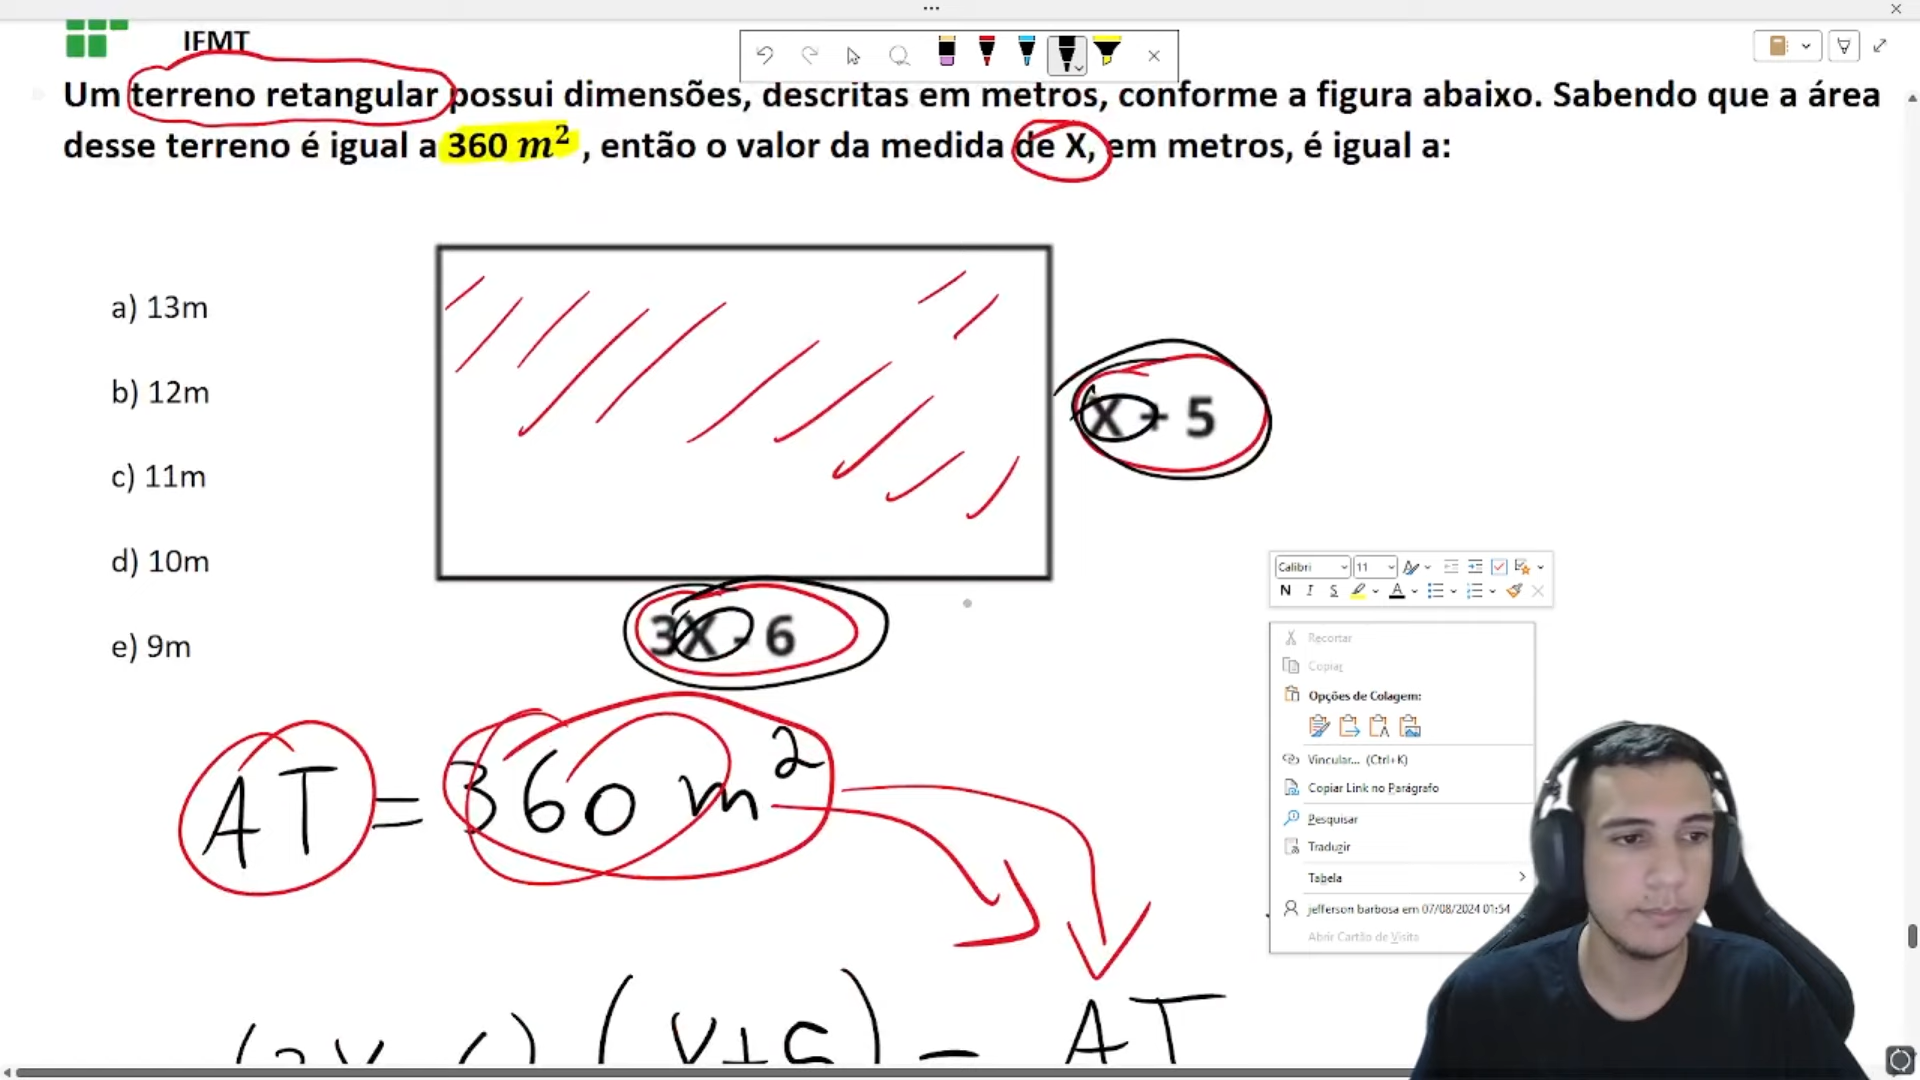 IFMT
Um terreno retangular possui dimensões, descritas em metros, conforme a figura abaixo. Sabendo que a área
desse terreno é igual a 360 m² , então o valor da medida de X, em metros, é igual a:
a) 13m
b) 12m
c) 11m
d) 10m
e) 9m
X + 5
3X - 6
AT = 360 m²
(x+5) = AT
Calibri
11
N I S
Recortar
Copiar
Opções de Colagem:
Vincular... (Ctrl+K)
Copiar Link no Parágrafo
Pesquisar
Traduzir
Tabela
jefferson barbosa em 07/08/2024 01:54
Abrir Cartão de Visita